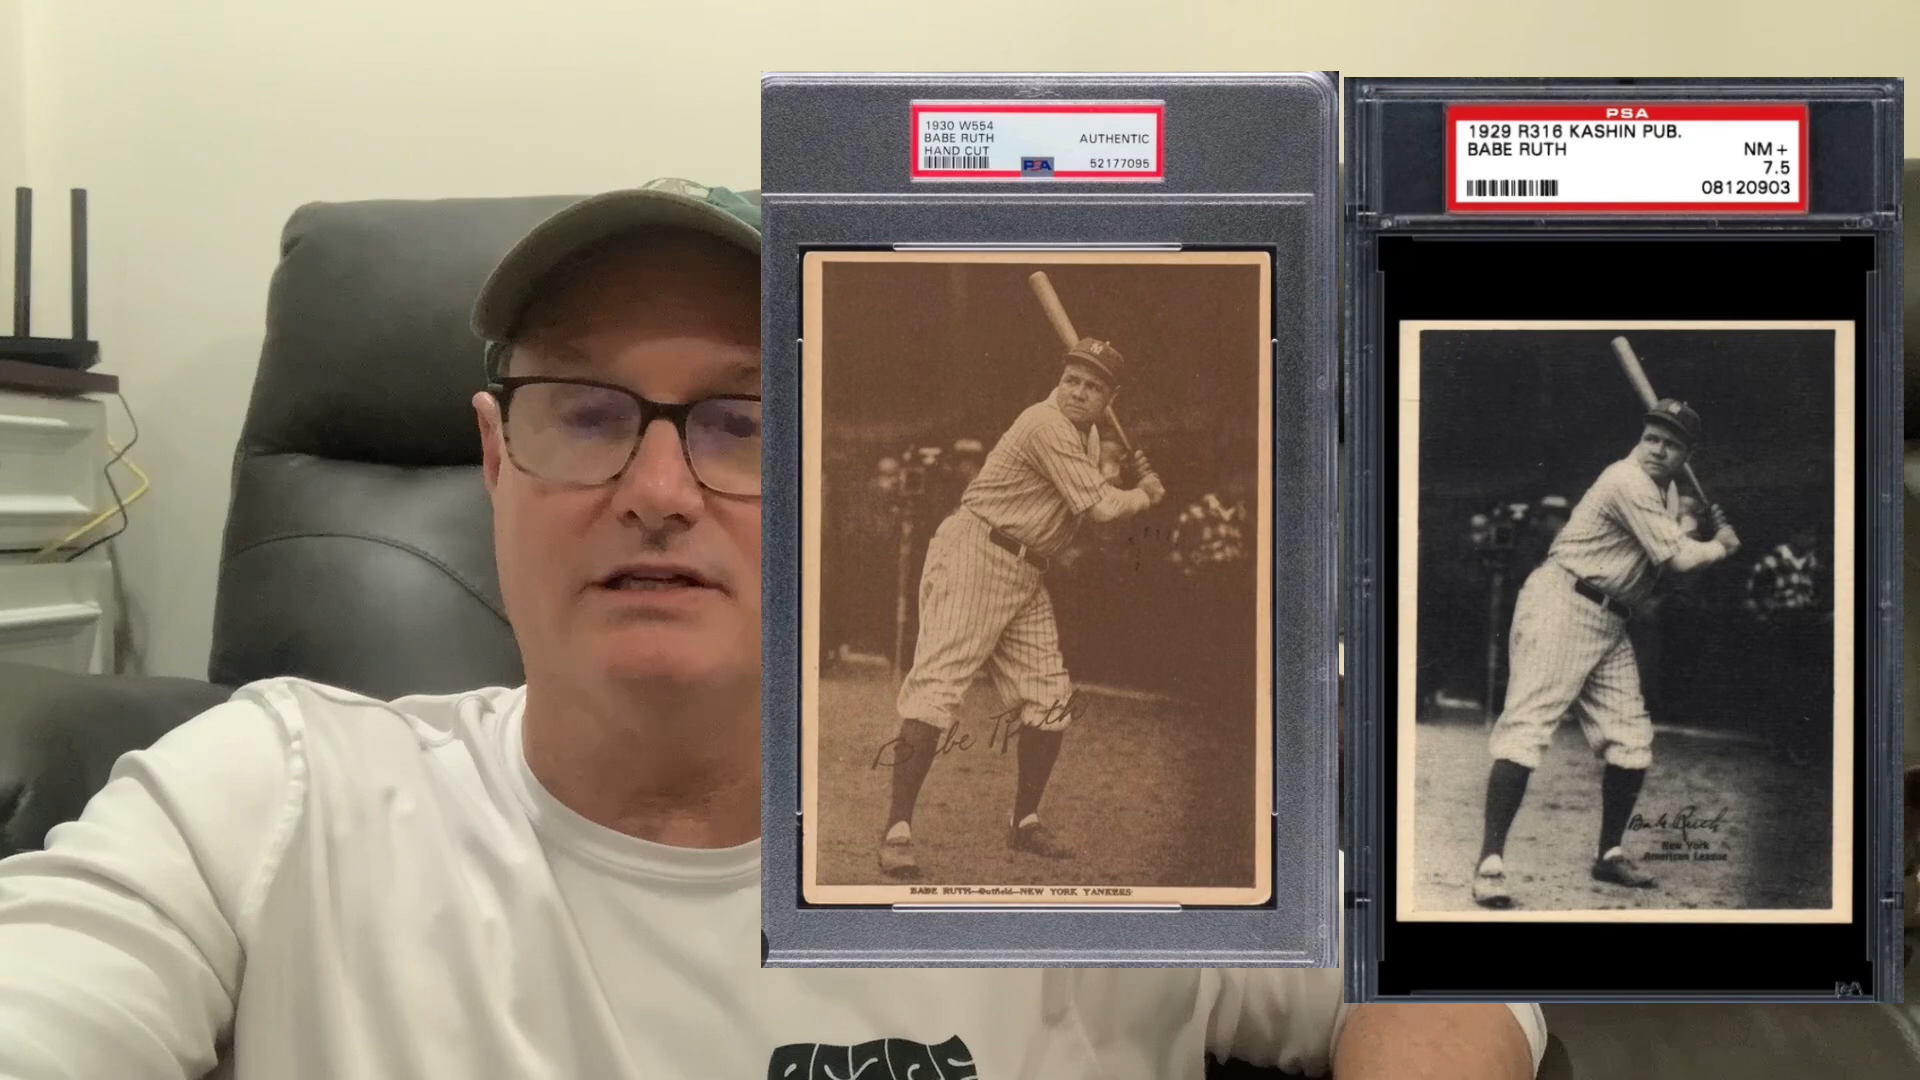 1930 W554
BABE RUTH
HAND CUT
AUTHENTIC
PSA
52177095
Babe Ruth
BABE RUTH—Outfield—NEW YORK YANKEES
PSA
1929 R316 KASHIN PUB.
BABE RUTH
NM+
7.5
08120903
Babe Ruth
New York
American League
PSA